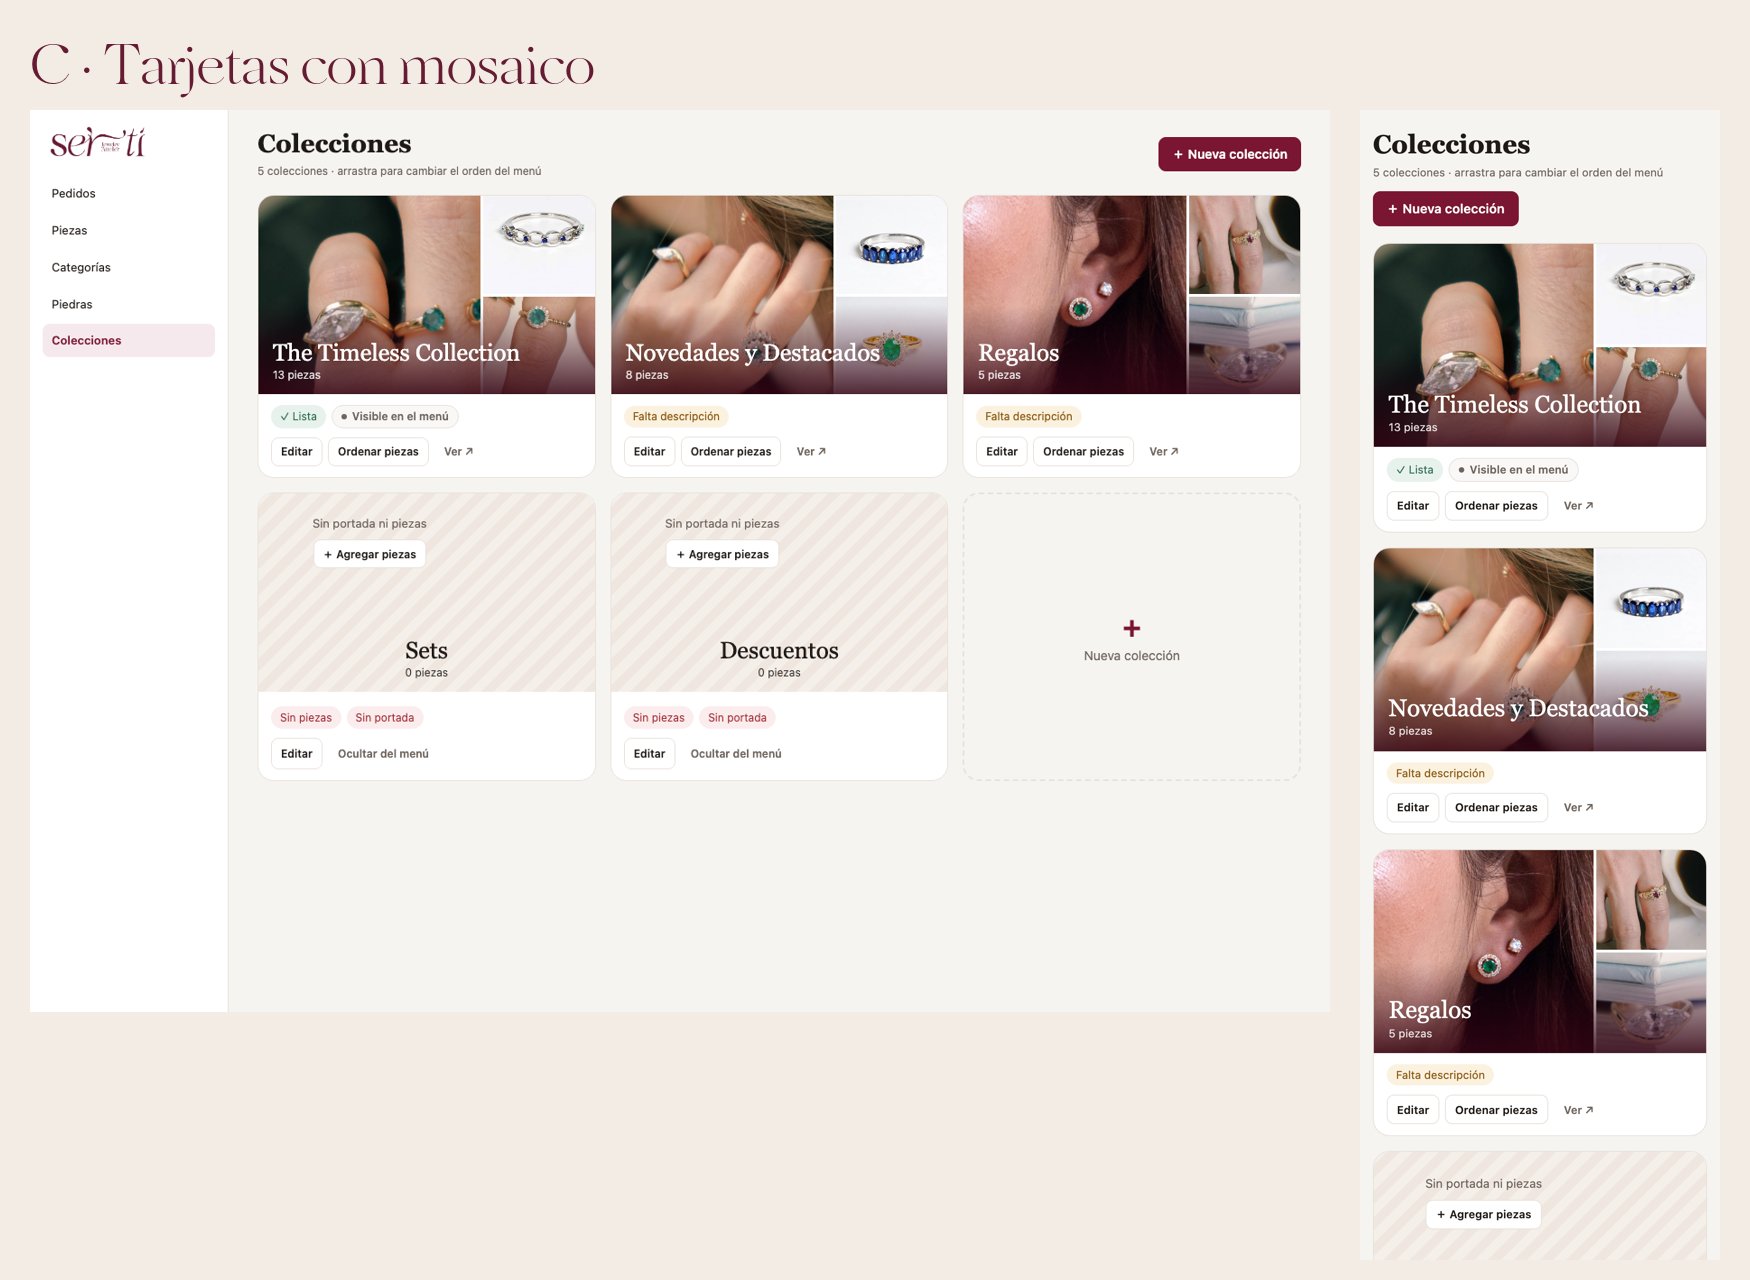 C · Tarjetas con mosaico
ser~'ti
Jewelry
Atelier
Pedidos
Piezas
Categorías
Piedras
Colecciones
Colecciones
5 colecciones · arrastra para cambiar el orden del menú
+ Nueva colección
The Timeless Collection
13 piezas
✓ Lista
● Visible en el menú
Editar
Ordenar piezas
Ver ↗
Novedades y Destacados
8 piezas
Falta descripción
Editar
Ordenar piezas
Ver ↗
Regalos
5 piezas
Falta descripción
Editar
Ordenar piezas
Ver ↗
Sin portada ni piezas
+ Agregar piezas
Sets
0 piezas
Sin piezas
Sin portada
Editar
Ocultar del menú
Sin portada ni piezas
+ Agregar piezas
Descuentos
0 piezas
Sin piezas
Sin portada
Editar
Ocultar del menú
+
Nueva colección
Colecciones
5 colecciones · arrastra para cambiar el orden del menú
+ Nueva colección
The Timeless Collection
13 piezas
✓ Lista
● Visible en el menú
Editar
Ordenar piezas
Ver ↗
Novedades y Destacados
8 piezas
Falta descripción
Editar
Ordenar piezas
Ver ↗
Regalos
5 piezas
Falta descripción
Editar
Ordenar piezas
Ver ↗
Sin portada ni piezas
+ Agregar piezas